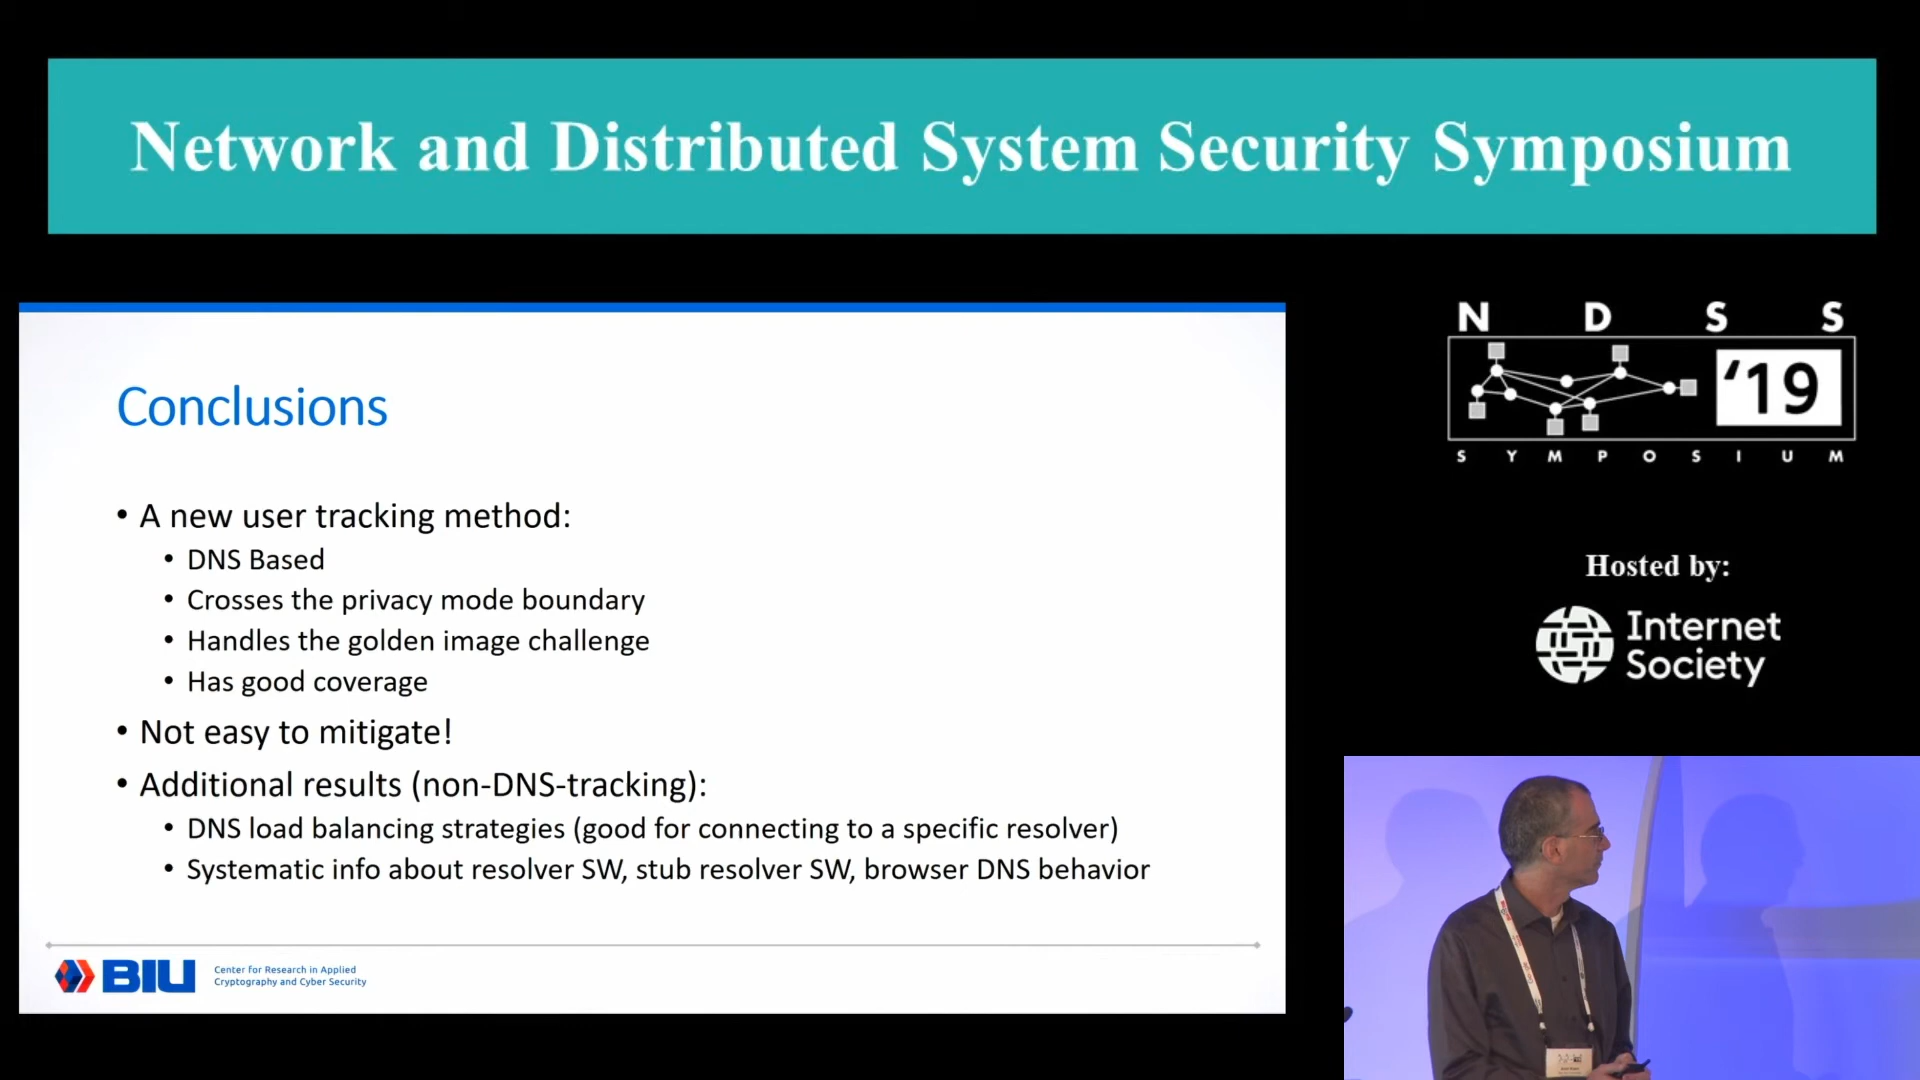 Network and Distributed System Security Symposium
N D S S
'19
S Y M P O S I U M
Hosted by:
Internet
Society
Conclusions
• A new user tracking method:
• DNS Based
• Crosses the privacy mode boundary
• Handles the golden image challenge
• Has good coverage
• Not easy to mitigate!
• Additional results (non-DNS-tracking):
• DNS load balancing strategies (good for connecting to a specific resolver)
• Systematic info about resolver SW, stub resolver SW, browser DNS behavior
BIU
Center for Research in Applied
Cryptography and Cyber Security